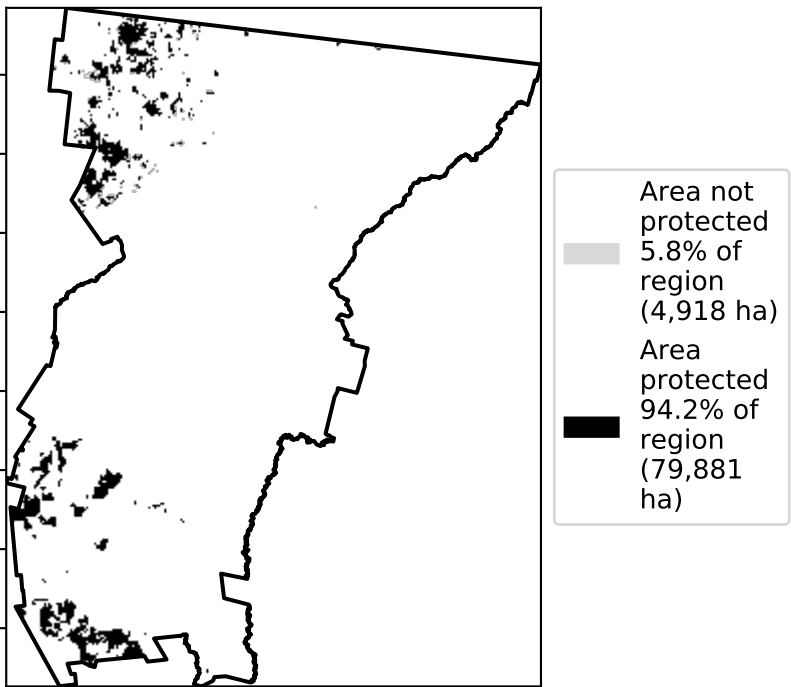 Area not
protected
5.8% of
region
(4,918 ha)
Area
protected
94.2% of
region
(79,881
ha)